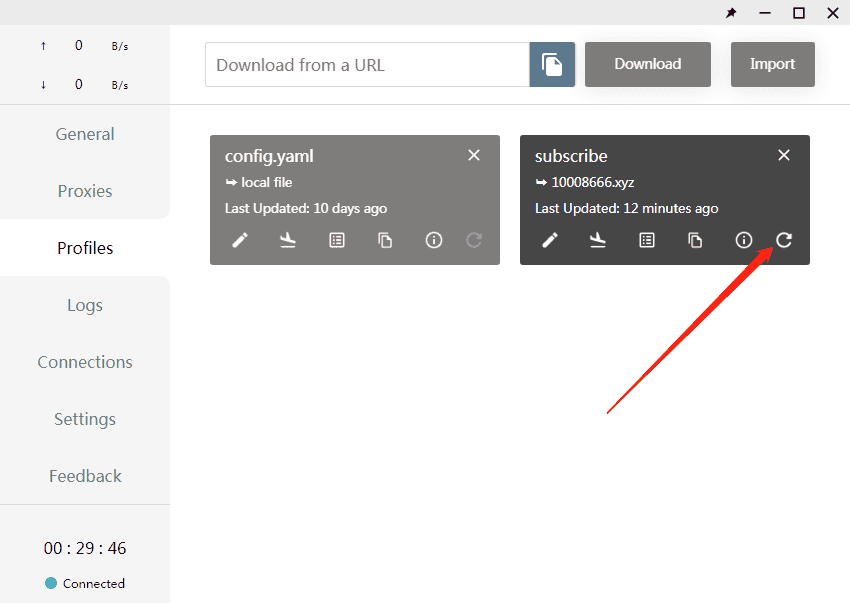 ↑ 0 B/s
↓ 0 B/s
General
Proxies
Profiles
Logs
Connections
Settings
Feedback
00 : 29 : 46
Connected
Download from a URL
Download
Import
config.yaml
local file
Last Updated: 10 days ago
subscribe
10008666.xyz
Last Updated: 12 minutes ago